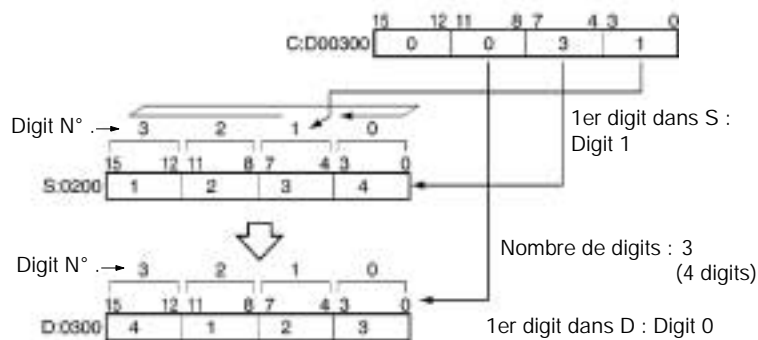 15 12 11 8 7 4 3 0
C:D00300 0 0 3 1
1er digit dans S :
Digit 1
Digit N° . 3 2 1 0
15 12 11 8 7 4 3 0
S:0200 1 2 3 4
Nombre de digits : 3
(4 digits)
Digit N° . 3 2 1 0
15 12 11 8 7 4 3 0
D:0300 4 1 2 3
1er digit dans D : Digit 0